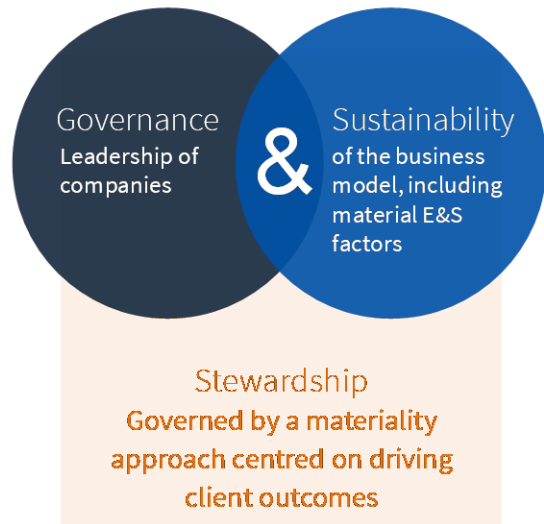 Governance
Leadership of
companies
&
Sustainability
of the business
model, including
material E&S
factors
Stewardship
Governed by a materiality
approach centred on driving
client outcomes